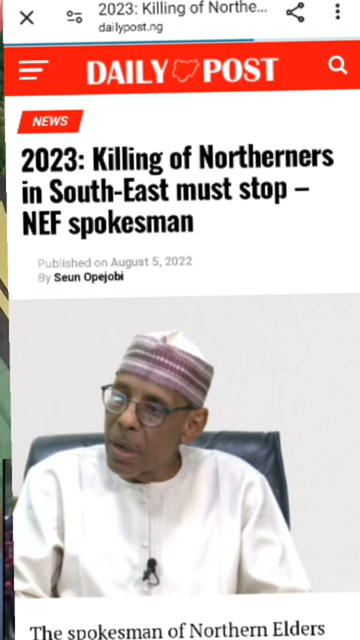 2023: Killing of Northe...
dailypost.ng
DAILY POST
NEWS
2023: Killing of Northerners
in South-East must stop –
NEF spokesman
Published on August 5, 2022
By Seun Opejobi
The spokesman of Northern Elders